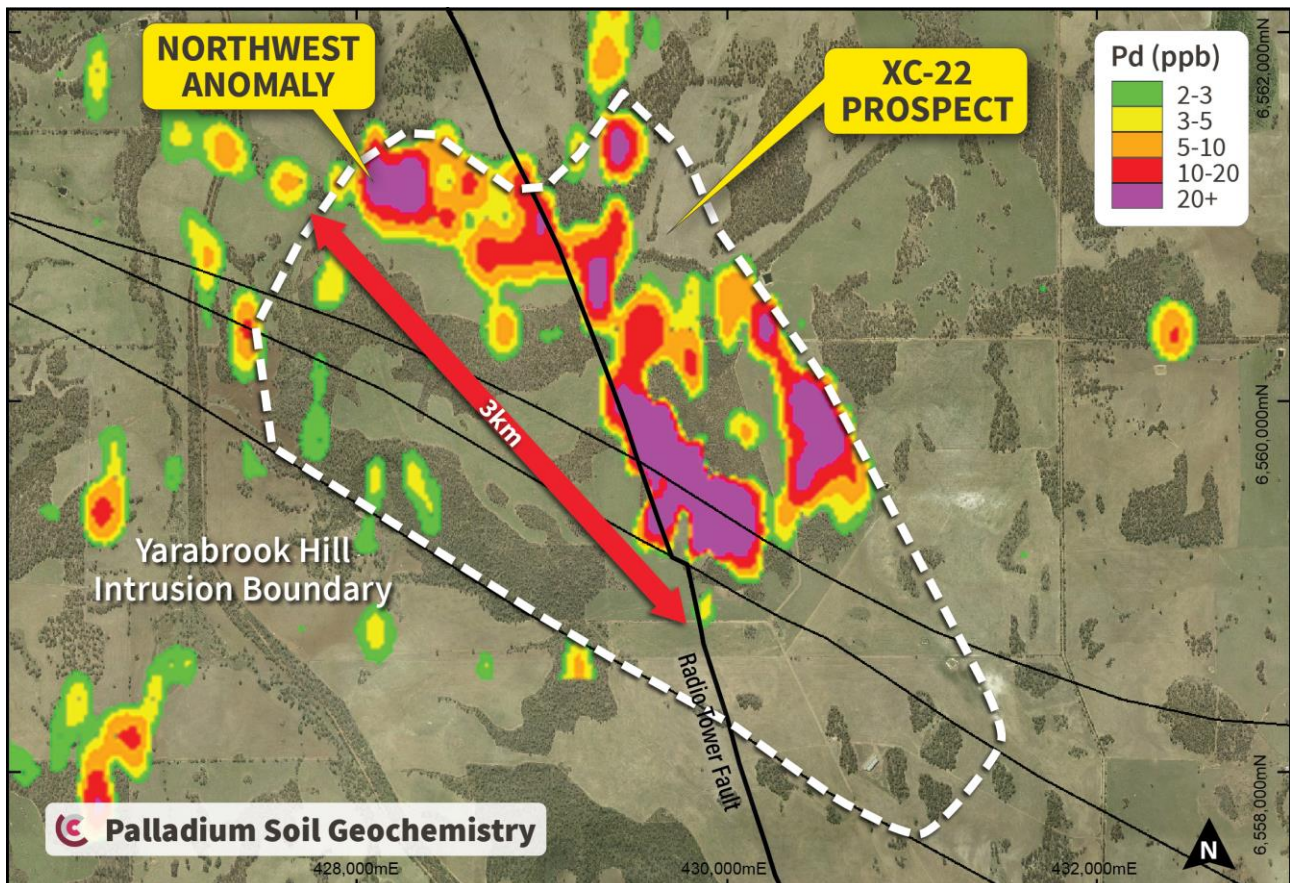 NORTHWEST
ANOMALY
XC-22
PROSPECT
Pd (ppb)
2-3
3-5
5-10
10-20
20+
6,562,000mN
3km
6,560,000mN
Yarabrook Hill
Intrusion Boundary
Radio Tower Fault
6,558,000mN
C Palladium Soil Geochemistry
428,000mE
430,000mE
432,000mE
N